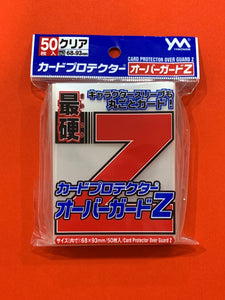 50枚入 クリア
68×93mm
CARD PROTECTOR OVER GUARD Z
カードプロテクター
オーバーガードZ
キャラクタースリーブも
丸ごとガード！
最硬
Z
カードプロテクター
オーバーガードZ
サイズ(内寸):68×93mm/50枚入/Card Protector Over Guard Z